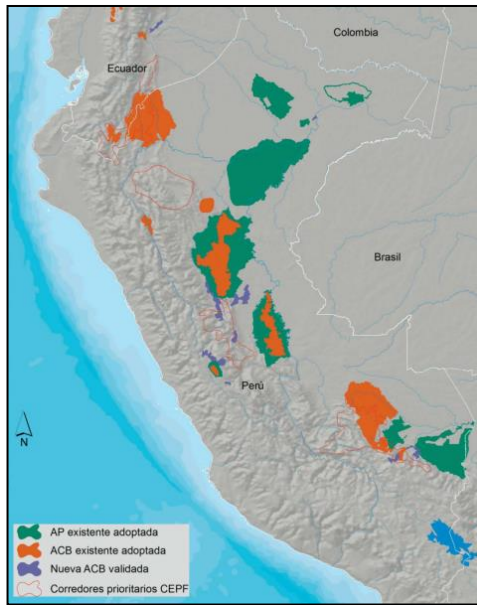 Colombia
Ecuador
Brasil
Perú
N
AP existente adoptada
ACB existente adoptada
Nueva ACB validada
Corredores prioritarios CEPF